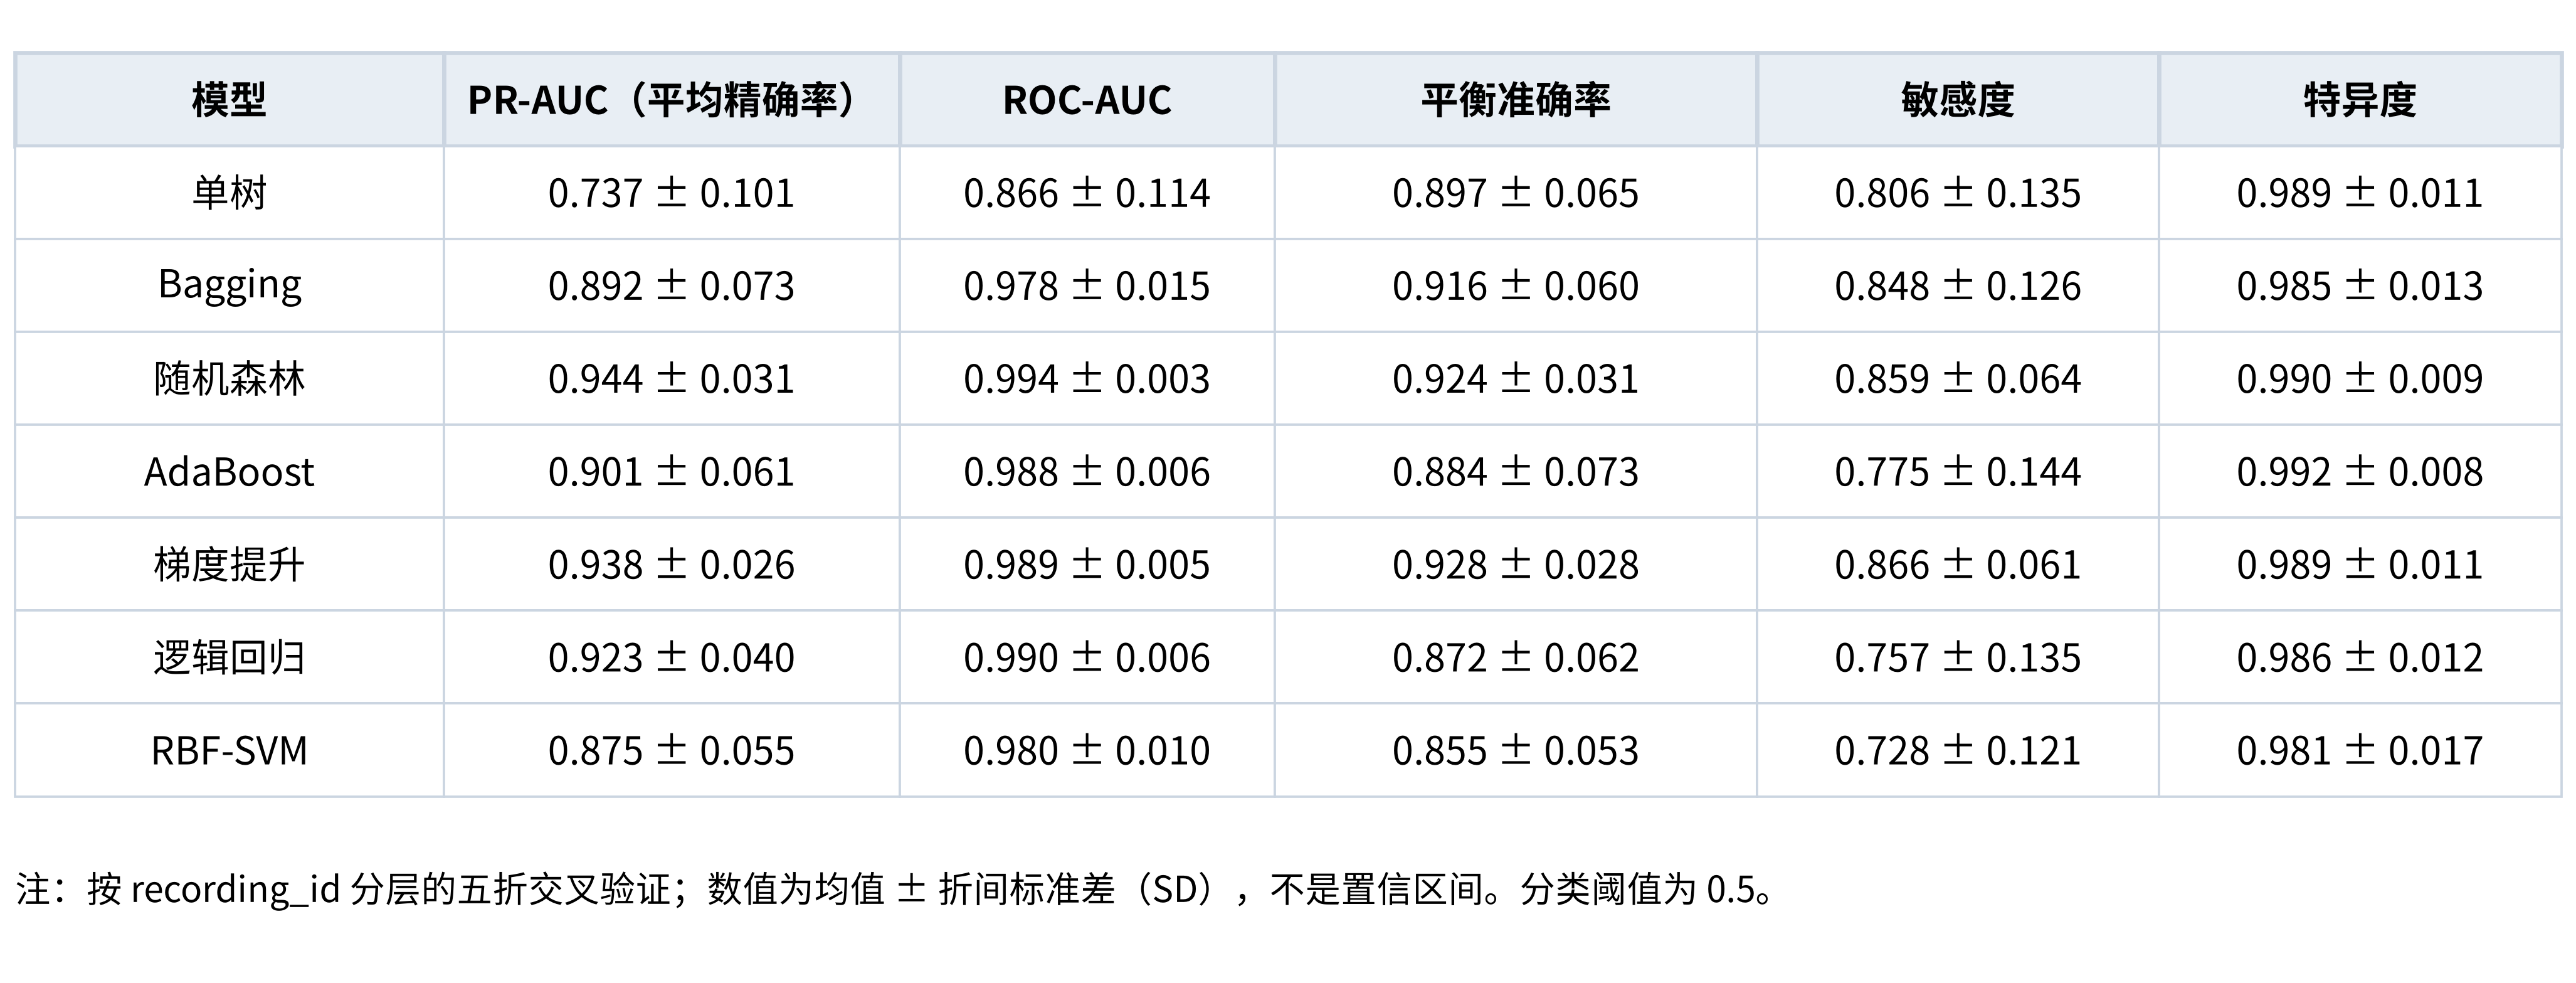 模型 PR-AUC（平均精确率） ROC-AUC 平衡准确率 敏感度 特异度
单树 0.737 ± 0.101 0.866 ± 0.114 0.897 ± 0.065 0.806 ± 0.135 0.989 ± 0.011
Bagging 0.892 ± 0.073 0.978 ± 0.015 0.916 ± 0.060 0.848 ± 0.126 0.985 ± 0.013
随机森林 0.944 ± 0.031 0.994 ± 0.003 0.924 ± 0.031 0.859 ± 0.064 0.990 ± 0.009
AdaBoost 0.901 ± 0.061 0.988 ± 0.006 0.884 ± 0.073 0.775 ± 0.144 0.992 ± 0.008
梯度提升 0.938 ± 0.026 0.989 ± 0.005 0.928 ± 0.028 0.866 ± 0.061 0.989 ± 0.011
逻辑回归 0.923 ± 0.040 0.990 ± 0.006 0.872 ± 0.062 0.757 ± 0.135 0.986 ± 0.012
RBF-SVM 0.875 ± 0.055 0.980 ± 0.010 0.855 ± 0.053 0.728 ± 0.121 0.981 ± 0.017
注：按 recording_id 分层的五折交叉验证；数值为均值 ± 折间标准差（SD），不是置信区间。分类阈值为 0.5。